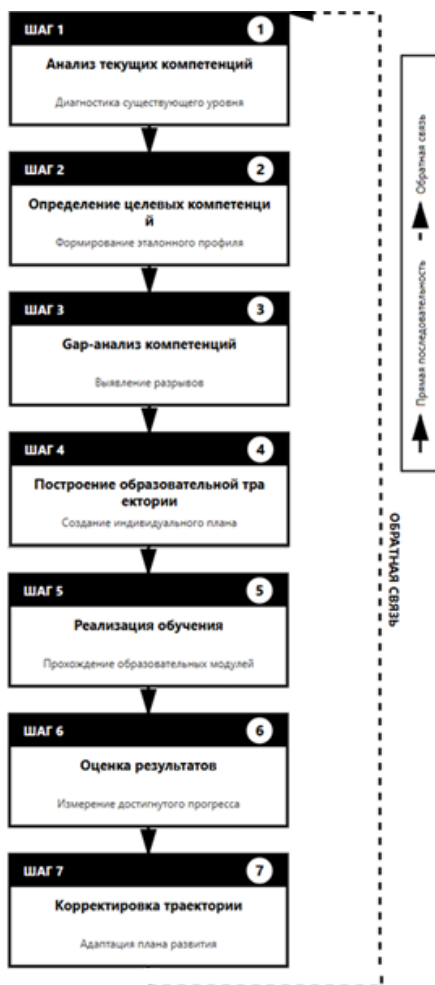 ШАГ 1
1
Анализ текущих компетенций
Диагностика существующего уровня
ШАГ 2
2
Определение целевых компетенци
й
Формирование эталонного профиля
ШАГ 3
3
Gap-анализ компетенций
Выявление разрывов
ШАГ 4
4
Построение образовательной тра
ектории
Создание индивидуального плана
ШАГ 5
5
Реализация обучения
Прохождение образовательных модулей
ШАГ 6
6
Оценка результатов
Измерение достигнутого прогресса
ШАГ 7
7
Корректировка траектории
Адаптация плана развития
ОБРАТНАЯ СВЯЗЬ
Прямая последовательность
Обратная связь